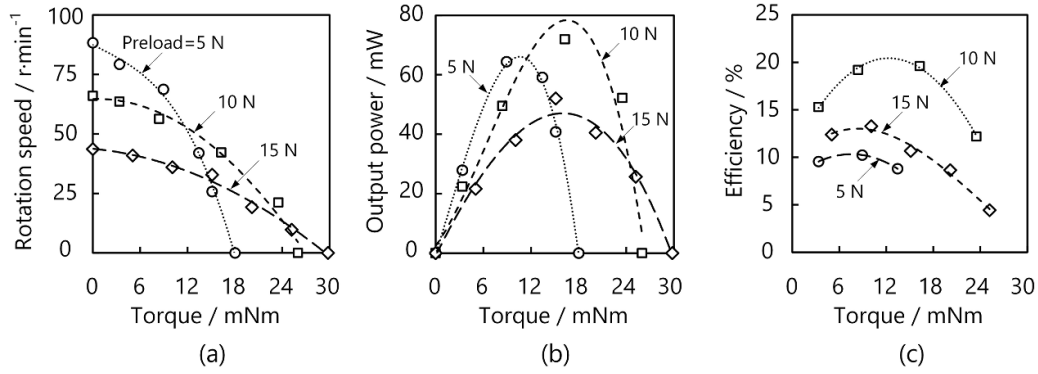 100
75
50
25
0
0 6 12 18 24 30
Rotation speed / r·min⁻¹
Torque / mNm
Preload=5 N
10 N
15 N
(a)
80
60
40
20
0
0 6 12 18 24 30
Output power / mW
Torque / mNm
5 N
10 N
15 N
(b)
25
20
15
10
5
0
0 6 12 18 24 30
Efficiency / %
Torque / mNm
10 N
15 N
5 N
(c)